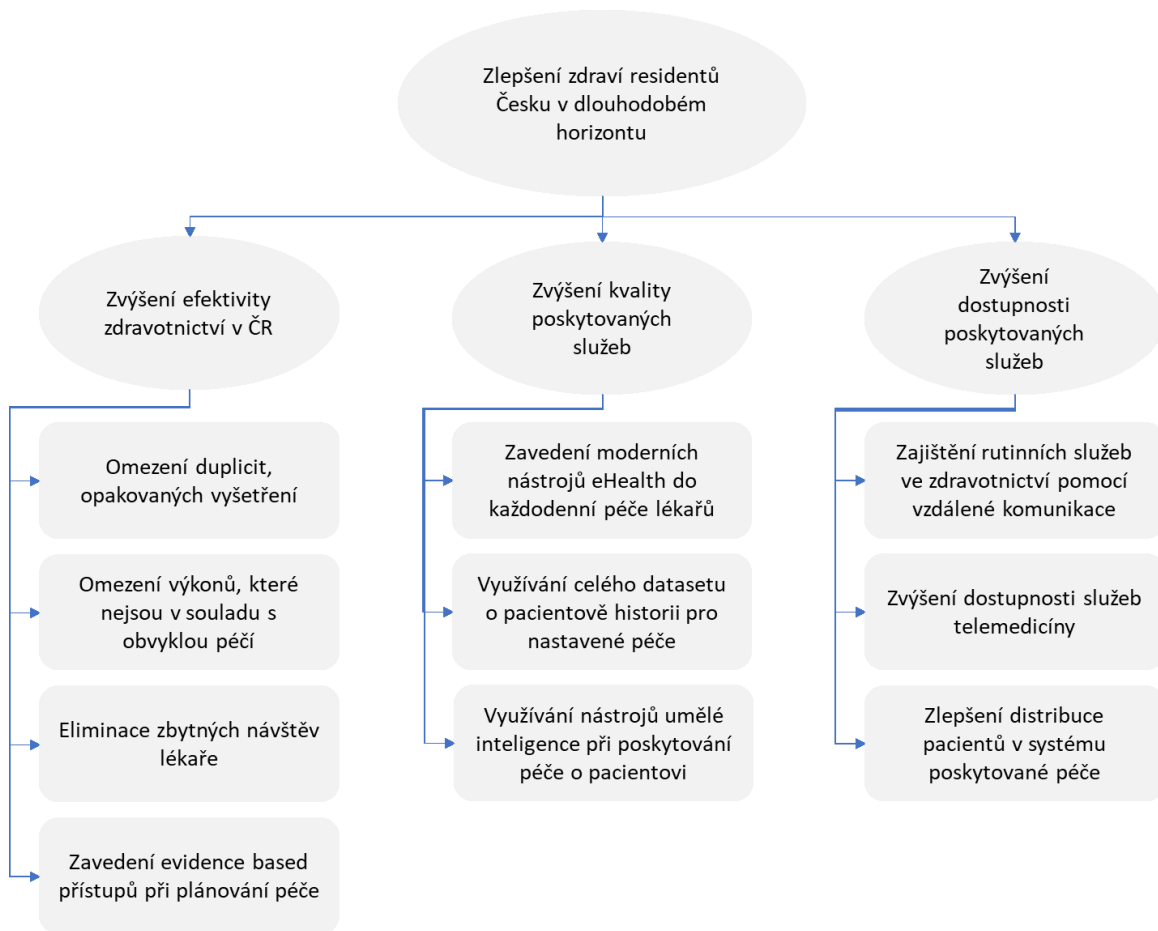 Zlepšení zdraví residentů
Česku v dlouhodobém
horizontu
Zvýšení efektivity
zdravotnictví v ČR
Omezení duplicit,
opakovaných vyšetření
Omezení výkonů, které
nejsou v souladu s
obvyklou péčí
Eliminace zbytných návštěv
lékaře
Zavedení evidence based
přístupů při plánování péče
Zvýšení kvality
poskytovaných
služeb
Zavedení moderních
nástrojů eHealth do
každodenní péče lékařů
Využívání celého datasetu
o pacientově historii pro
nastavené péče
Využívání nástrojů umělé
inteligence při poskytování
péče o pacientovi
Zvýšení
dostupnosti
poskytovaných
služeb
Zajištění rutinních služeb
ve zdravotnictví pomocí
vzdálené komunikace
Zvýšení dostupnosti služeb
telemedicíny
Zlepšení distribuce
pacientů v systému
poskytované péče